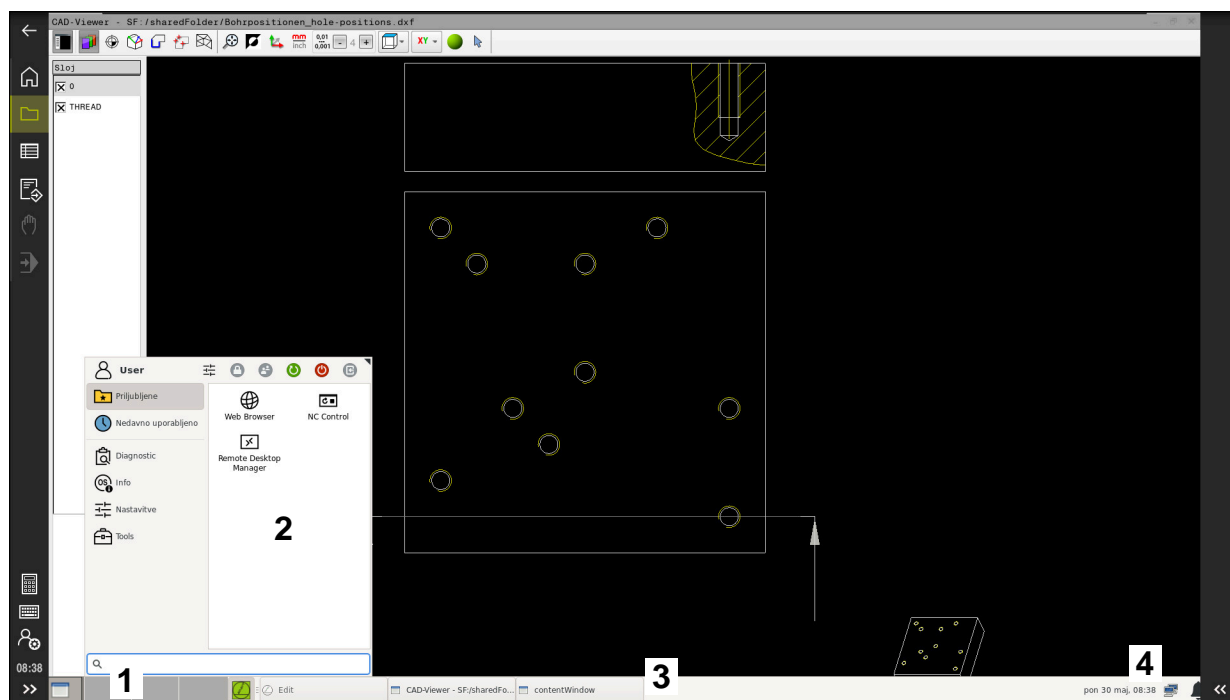 CAD-Viewer - SF:/sharedFolder/Bohrpositionen_hole-positions.dxf
mm
inch
0,01
0,001
4
XY
Sloj
0
THREAD
User
Priljubljene
Nedavno uporabljeno
Diagnostic
Info
Nastavitve
Tools
Web Browser
NC Control
Remote Desktop
Manager
OS
2
08:38
1
Edit
CAD-Viewer - SF:/sharedFo...
contentWindow
3
4
pon 30 maj, 08:38